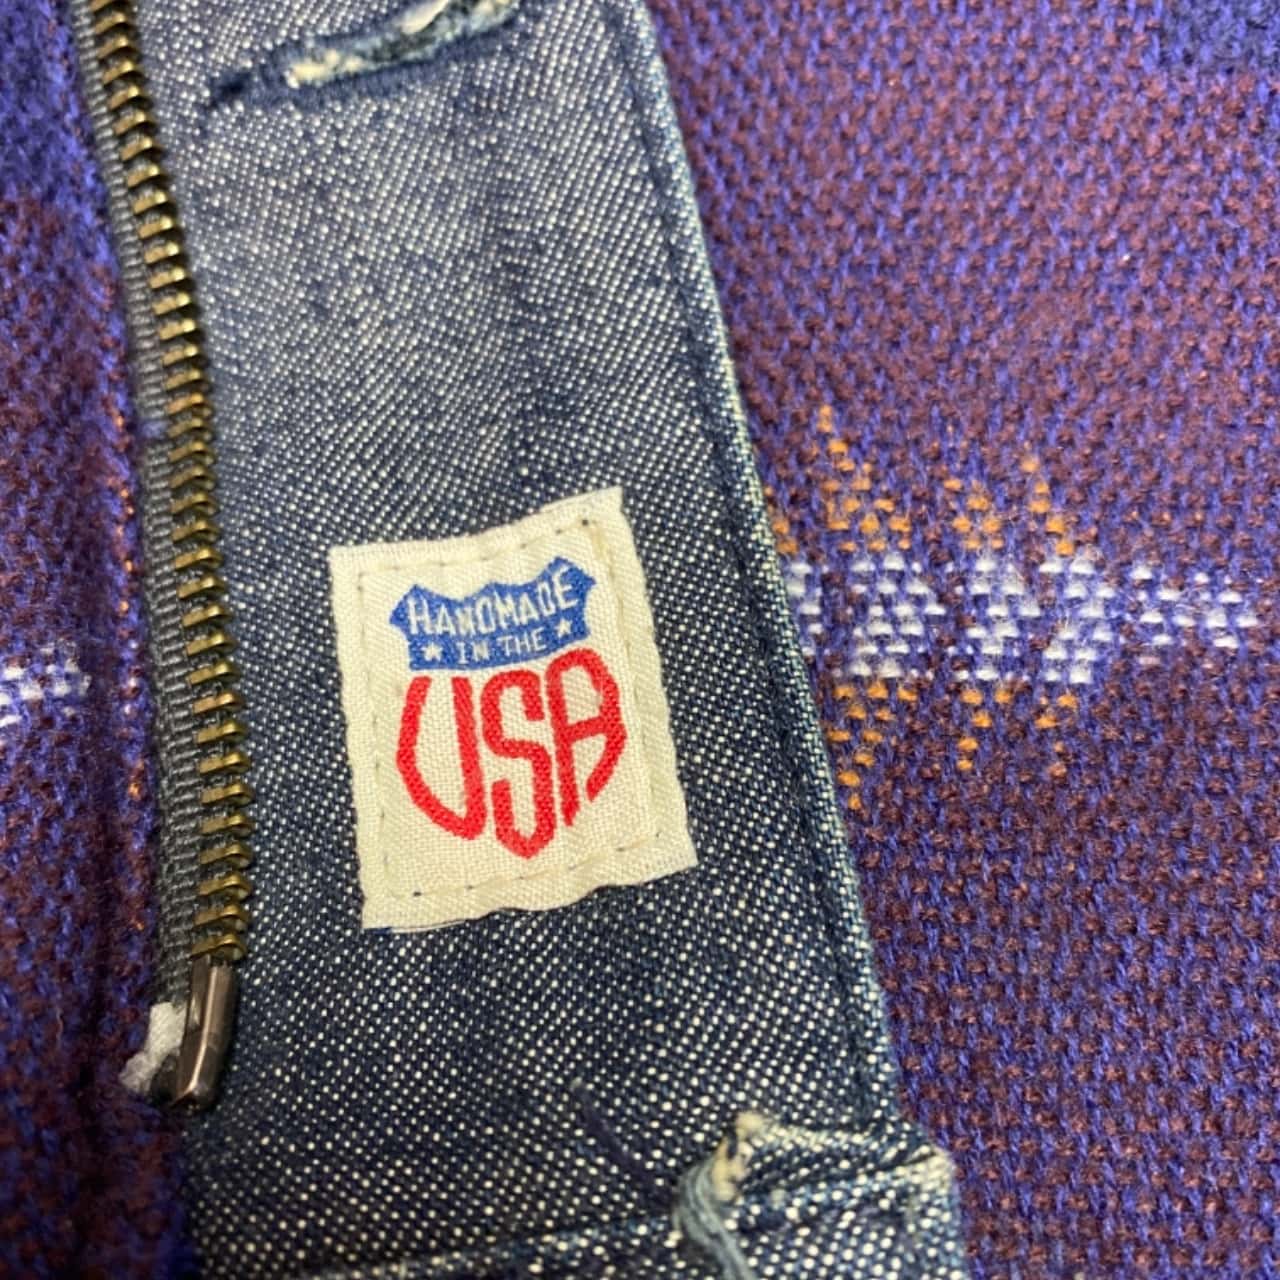 HANDMADE
★ IN THE ★
USA